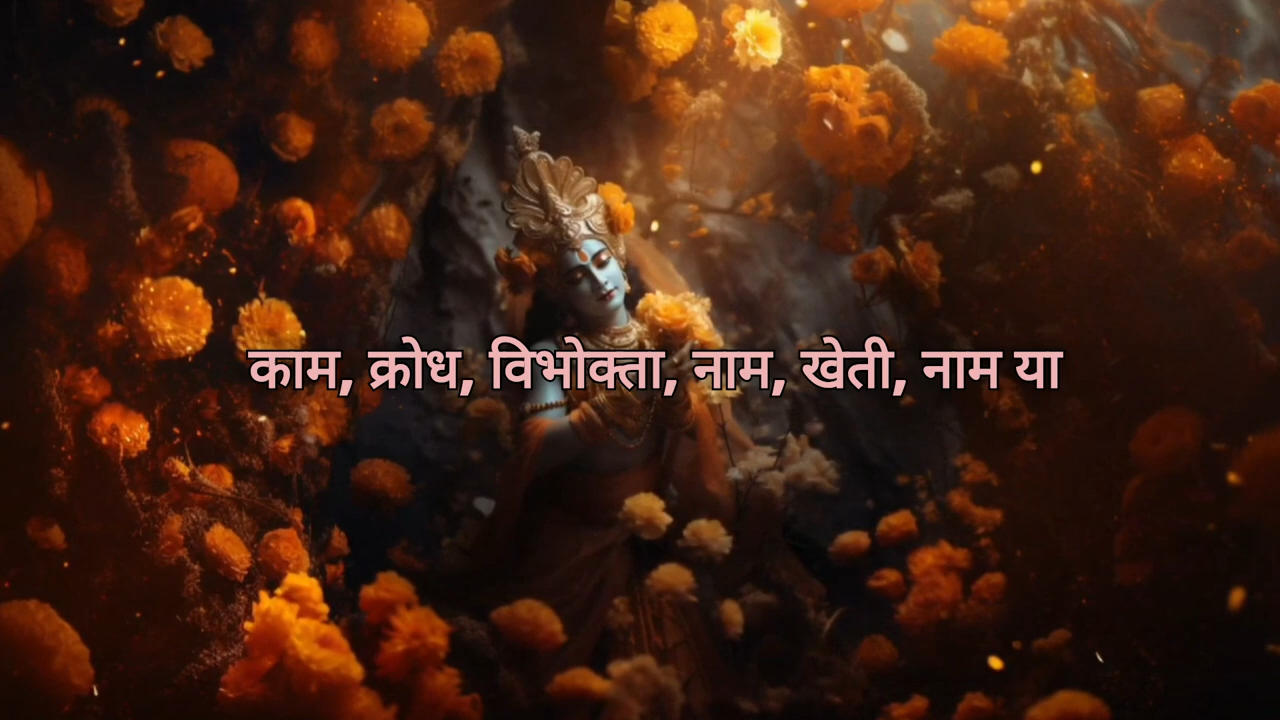 काम, क्रोध, विभोक्ता, नाम, खेती, नाम या